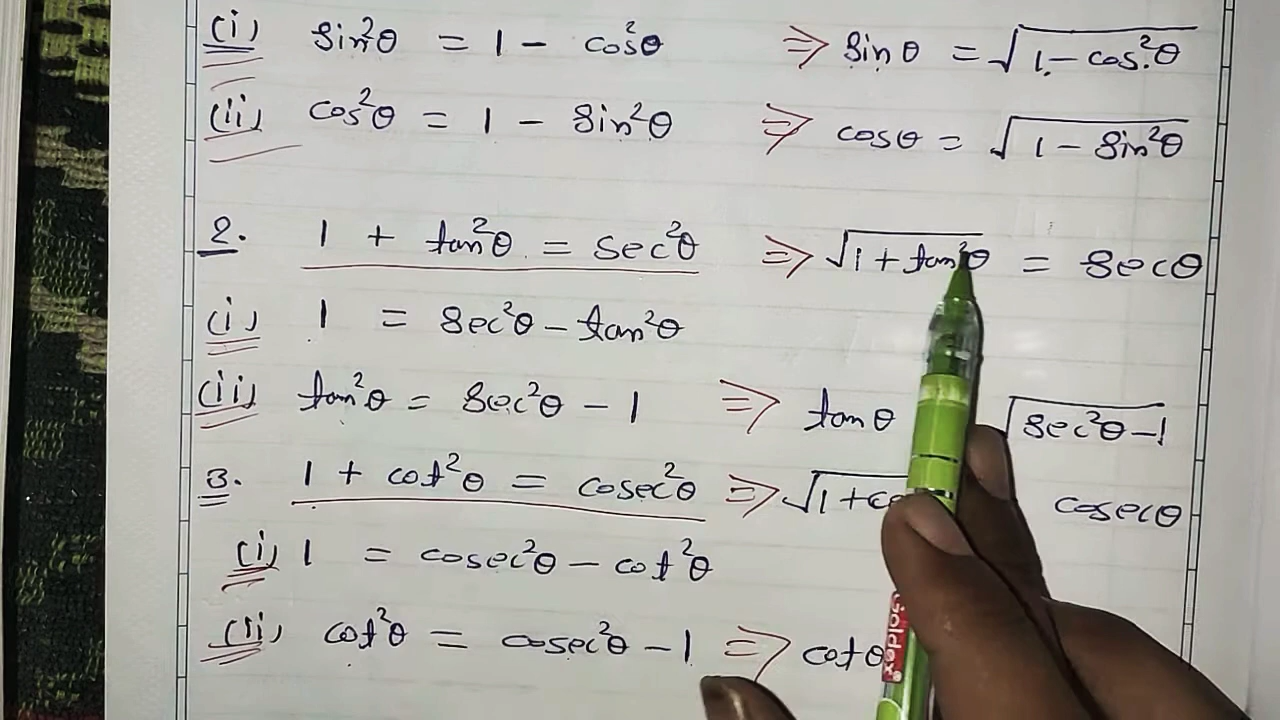 (i) sin²θ = 1 - cos²θ ⇒ sinθ = √1-cos²θ
(ii) cos²θ = 1 - sin²θ ⇒ cosθ = √1-sin²θ
2. 1 + tan²θ = sec²θ ⇒ √1+tan²θ = secθ
(i) 1 = sec²θ - tan²θ
(ii) tan²θ = sec²θ - 1 ⇒ tanθ √sec²θ-1
3. 1 + cot²θ = cosec²θ ⇒ √1+co cosecθ
(i) 1 = cosec²θ - cot²θ
(ii) cot²θ = cosec²θ - 1 ⇒ cotθ
Goldex